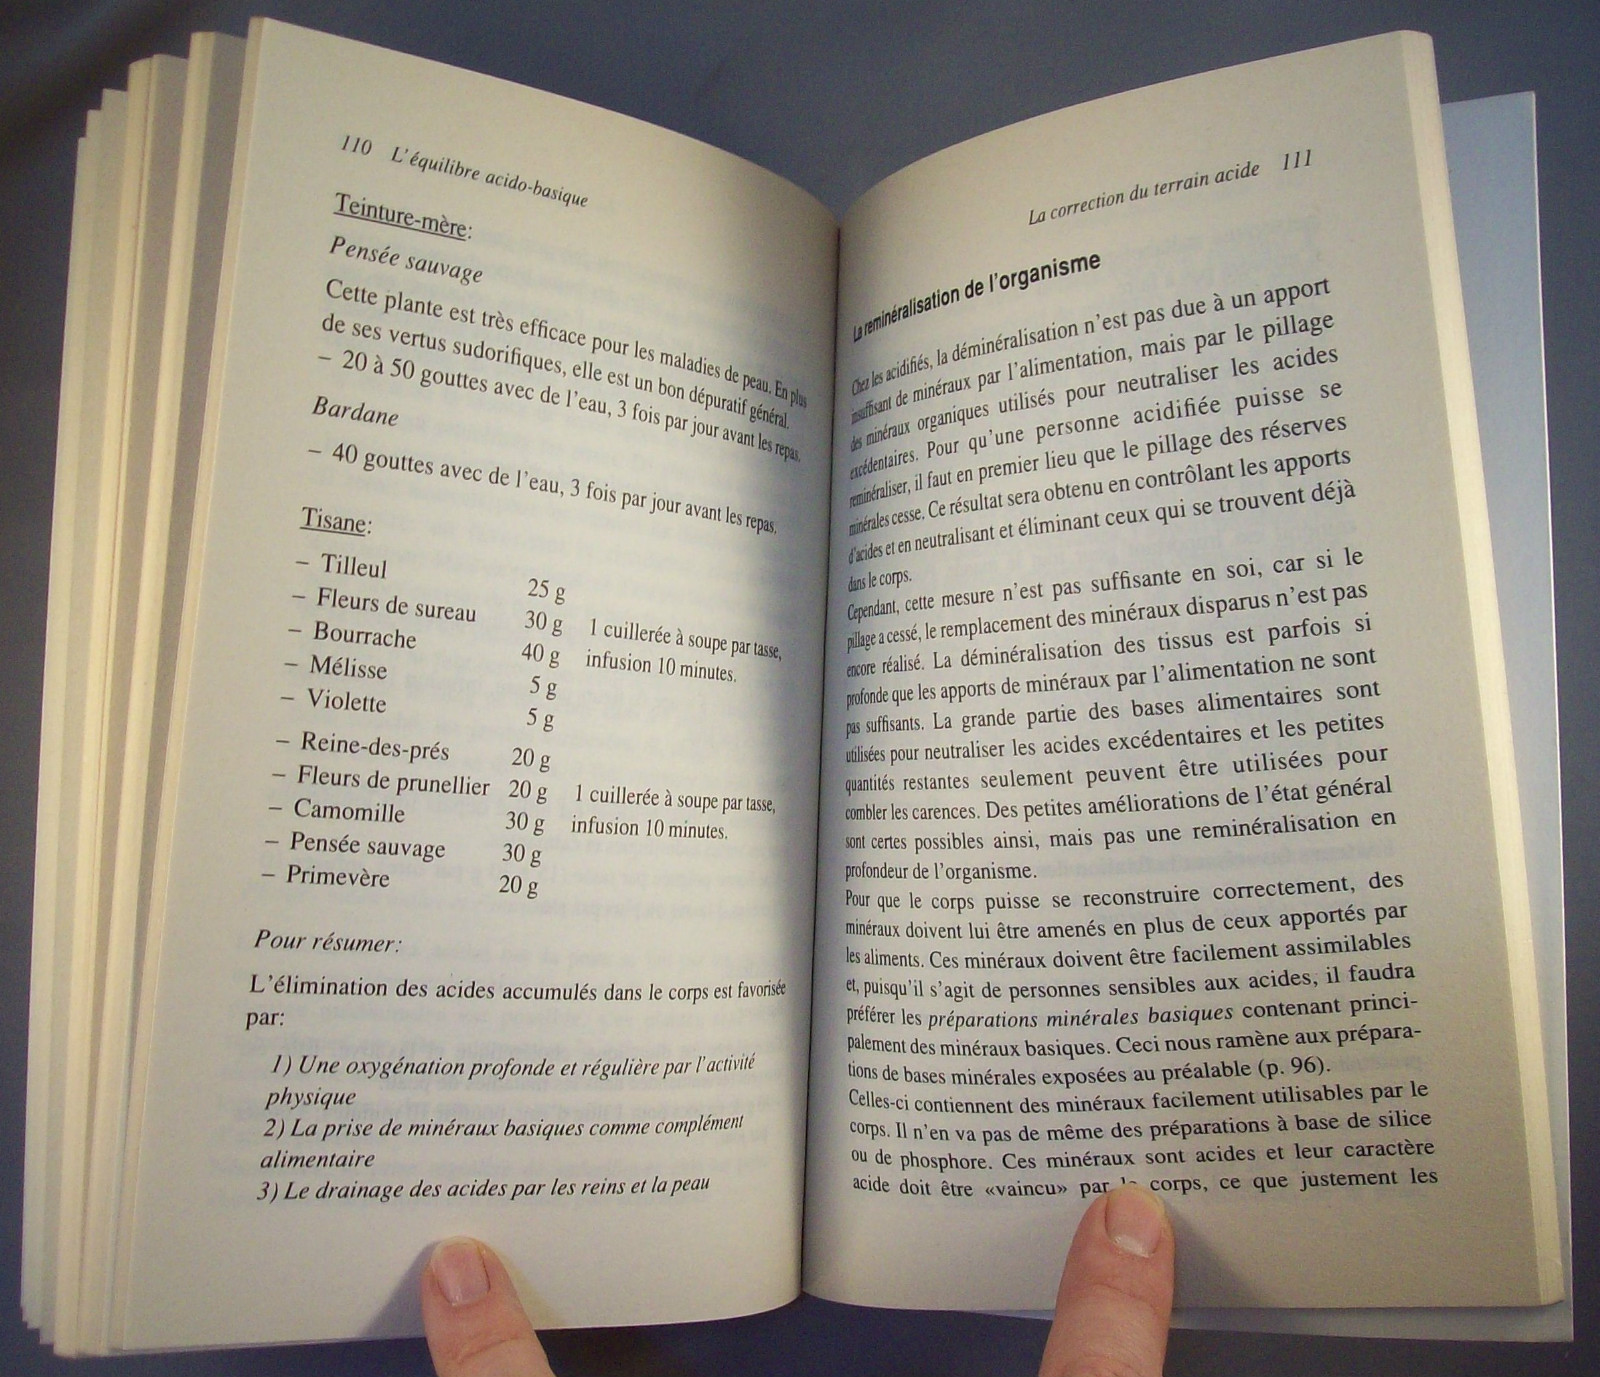 110 L'équilibre acido-basique
Teinture-mère:
Pensée sauvage
Cette plante est très efficace pour les maladies de peau. En plus
de ses vertus sudorifiques, elle est un bon dépuratif général.
– 20 à 50 gouttes avec de l'eau, 3 fois par jour avant les repas.
Bardane
– 40 gouttes avec de l'eau, 3 fois par jour avant les repas.
Tisane:
– Tilleul 25 g
– Fleurs de sureau 30 g 1 cuillerée à soupe par tasse,
– Bourrache 40 g infusion 10 minutes.
– Mélisse 5 g
– Violette 5 g
– Reine-des-prés 20 g
– Fleurs de prunellier 20 g 1 cuillerée à soupe par tasse,
– Camomille 30 g infusion 10 minutes.
– Pensée sauvage 30 g
– Primevère 20 g
Pour résumer:
L'élimination des acides accumulés dans le corps est favorisée
par:
1) Une oxygénation profonde et régulière par l'activité
physique
2) La prise de minéraux basiques comme complément
alimentaire
3) Le drainage des acides par les reins et la peau
La correction du terrain acide 111
La reminéralisation de l'organisme
Chez les acidifiés, la déminéralisation n'est pas due à un apport
insuffisant de minéraux par l'alimentation, mais par le pillage
des minéraux organiques utilisés pour neutraliser les acides
excédentaires. Pour qu'une personne acidifiée puisse se
reminéraliser, il faut en premier lieu que le pillage des réserves
minérales cesse. Ce résultat sera obtenu en contrôlant les apports
d'acides et en neutralisant et éliminant ceux qui se trouvent déjà
dans le corps.
Cependant, cette mesure n'est pas suffisante en soi, car si le
pillage a cessé, le remplacement des minéraux disparus n'est pas
encore réalisé. La déminéralisation des tissus est parfois si
profonde que les apports de minéraux par l'alimentation ne sont
pas suffisants. La grande partie des bases alimentaires sont
utilisées pour neutraliser les acides excédentaires et les petites
quantités restantes seulement peuvent être utilisées pour
combler les carences. Des petites améliorations de l'état général
sont certes possibles ainsi, mais pas une reminéralisation en
profondeur de l'organisme.
Pour que le corps puisse se reconstruire correctement, des
minéraux doivent lui être amenés en plus de ceux apportés par
les aliments. Ces minéraux doivent être facilement assimilables
et, puisqu'il s'agit de personnes sensibles aux acides, il faudra
préférer les préparations minérales basiques contenant princi-
palement des minéraux basiques. Ceci nous ramène aux prépara-
tions de bases minérales exposées au préalable (p. 96).
Celles-ci contiennent des minéraux facilement utilisables par le
corps. Il n'en va pas de même des préparations à base de silice
ou de phosphore. Ces minéraux sont acides et leur caractère
acide doit être «vaincu» par le corps, ce que justement les